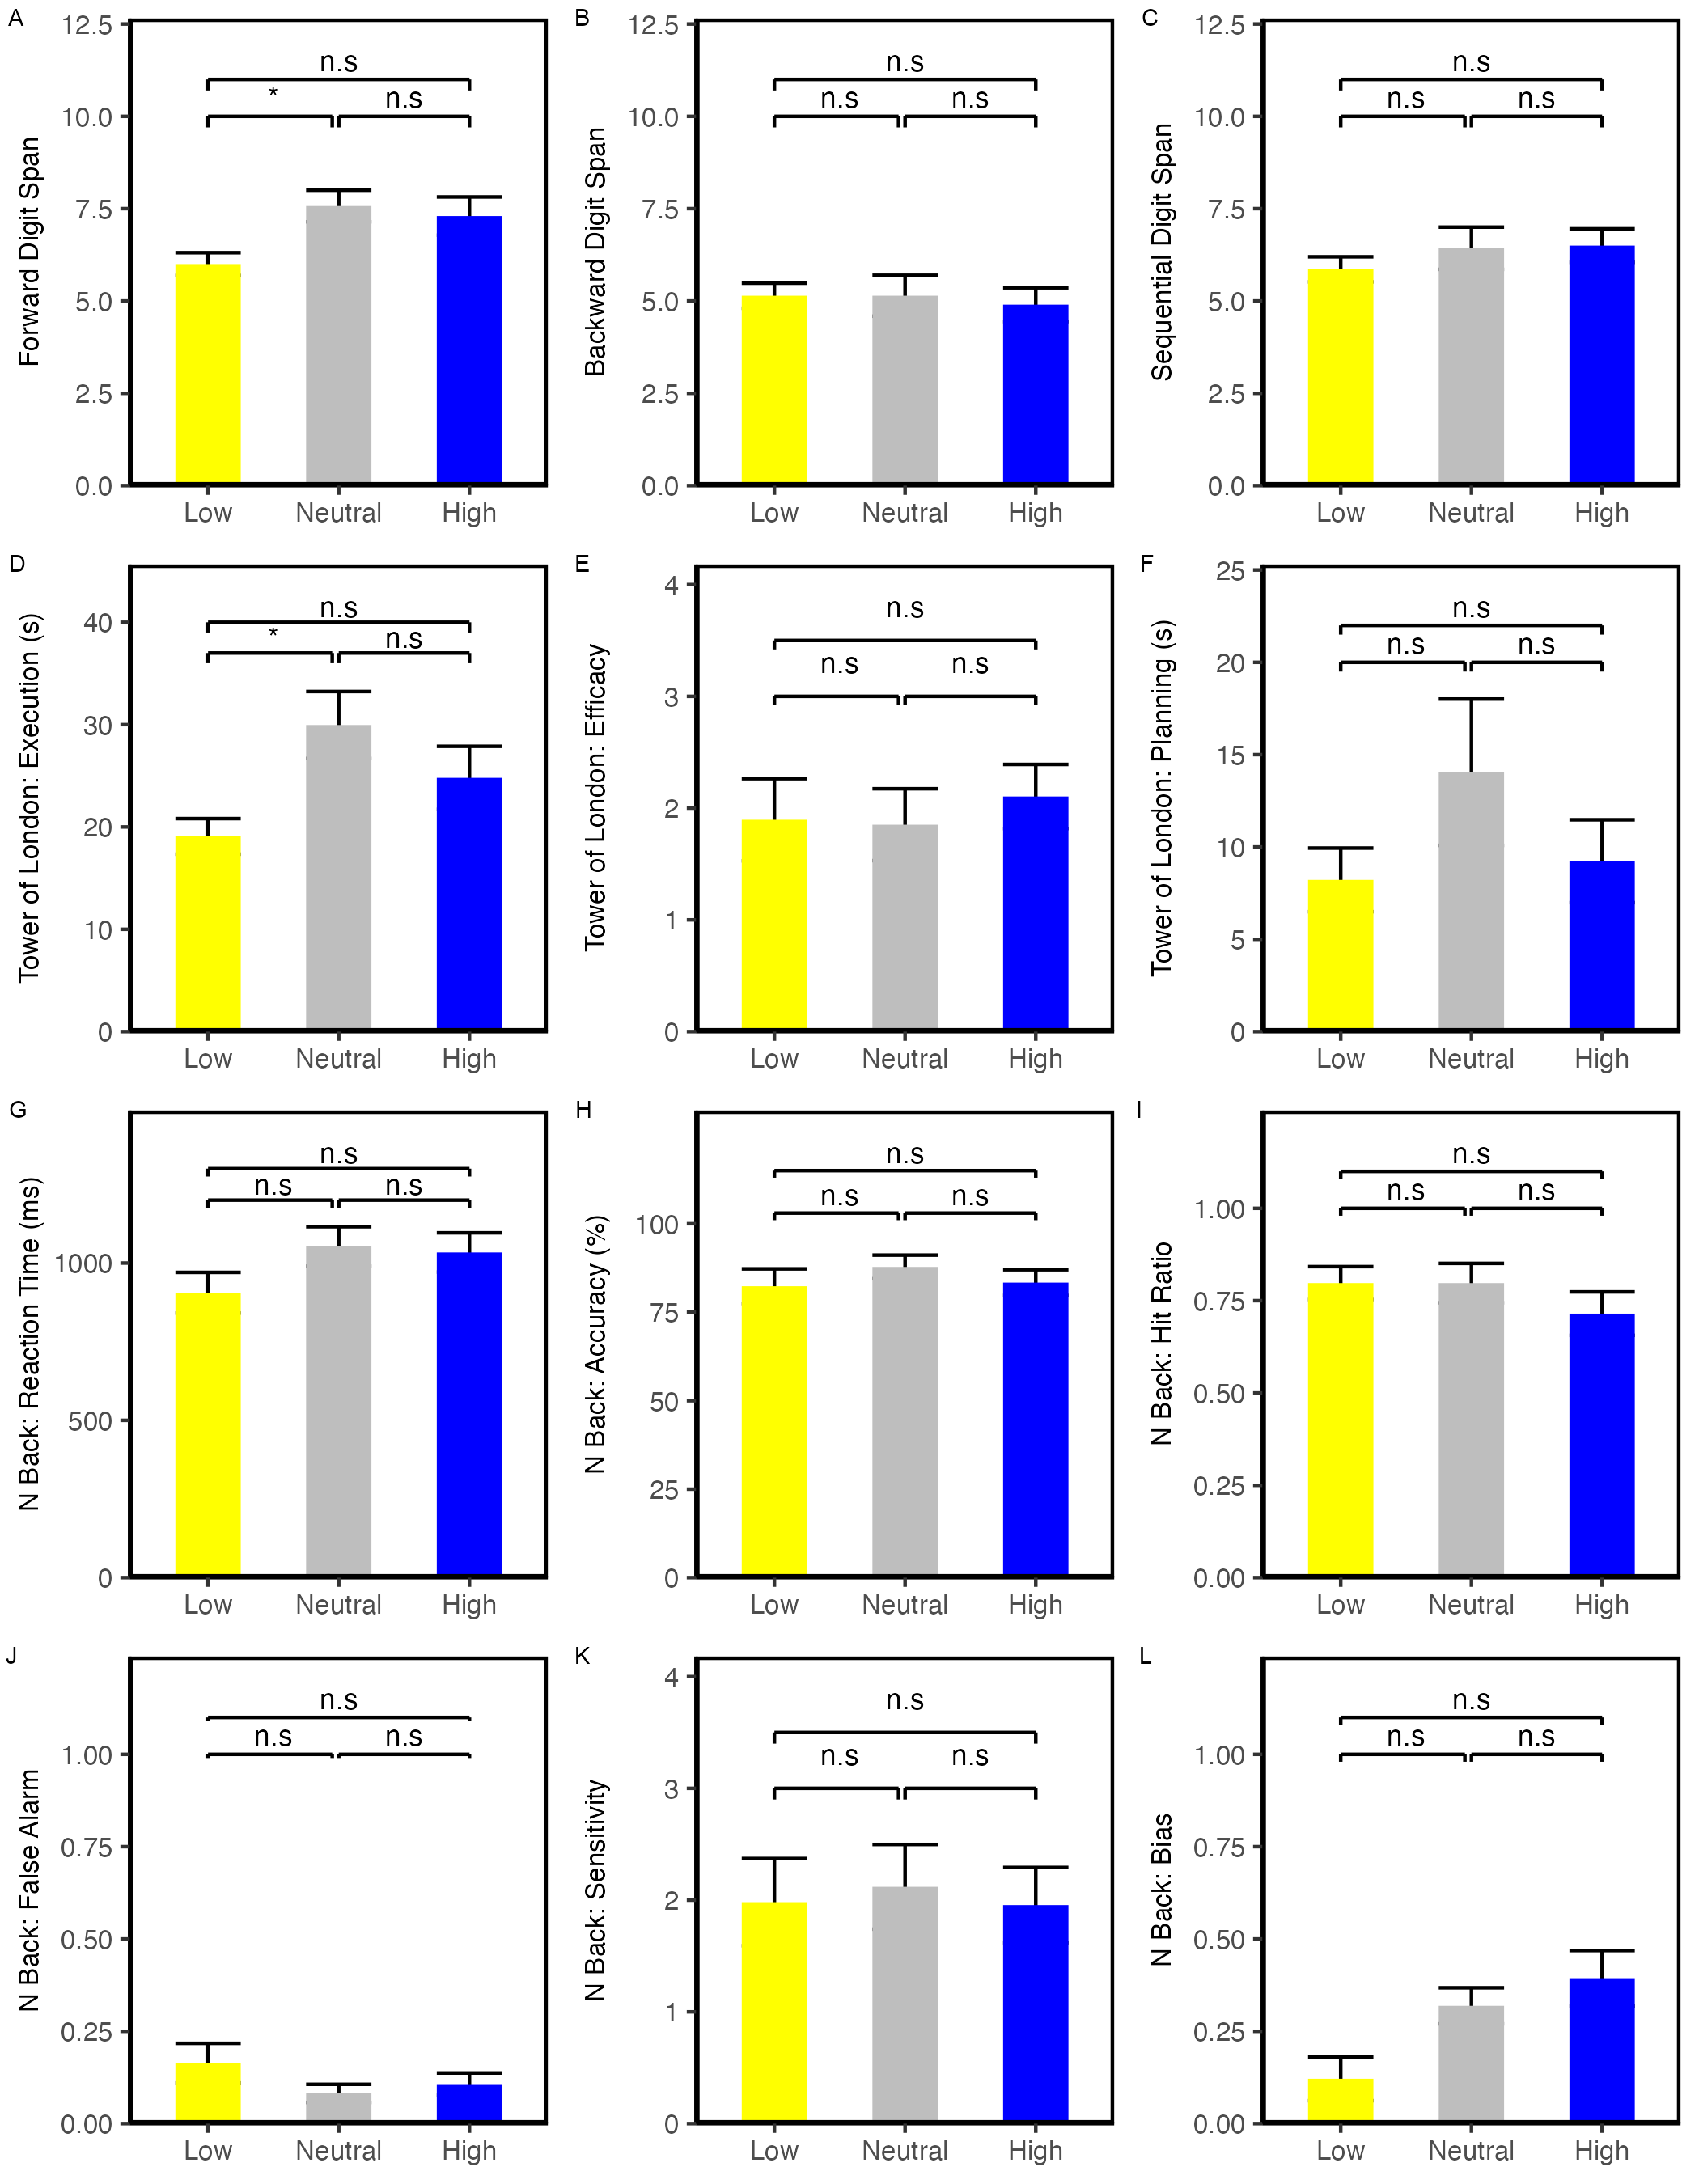 A
Forward Digit Span
12.5
10.0
7.5
5.0
2.5
0.0
n.s
* n.s
Low Neutral High
B
Backward Digit Span
12.5
10.0
7.5
5.0
2.5
0.0
n.s
n.s n.s
Low Neutral High
C
Sequential Digit Span
12.5
10.0
7.5
5.0
2.5
0.0
n.s
n.s n.s
Low Neutral High
D
Tower of London: Execution (s)
40
30
20
10
0
n.s
* n.s
Low Neutral High
E
Tower of London: Efficacy
4
3
2
1
0
n.s
n.s n.s
Low Neutral High
F
Tower of London: Planning (s)
25
20
15
10
5
0
n.s
n.s n.s
Low Neutral High
G
N Back: Reaction Time (ms)
1000
500
0
n.s
n.s n.s
Low Neutral High
H
N Back: Accuracy (%)
100
75
50
25
0
n.s
n.s n.s
Low Neutral High
I
N Back: Hit Ratio
1.00
0.75
0.50
0.25
0.00
n.s
n.s n.s
Low Neutral High
J
N Back: False Alarm
1.00
0.75
0.50
0.25
0.00
n.s
n.s n.s
Low Neutral High
K
N Back: Sensitivity
4
3
2
1
0
n.s
n.s n.s
Low Neutral High
L
N Back: Bias
1.00
0.75
0.50
0.25
0.00
n.s
n.s n.s
Low Neutral High